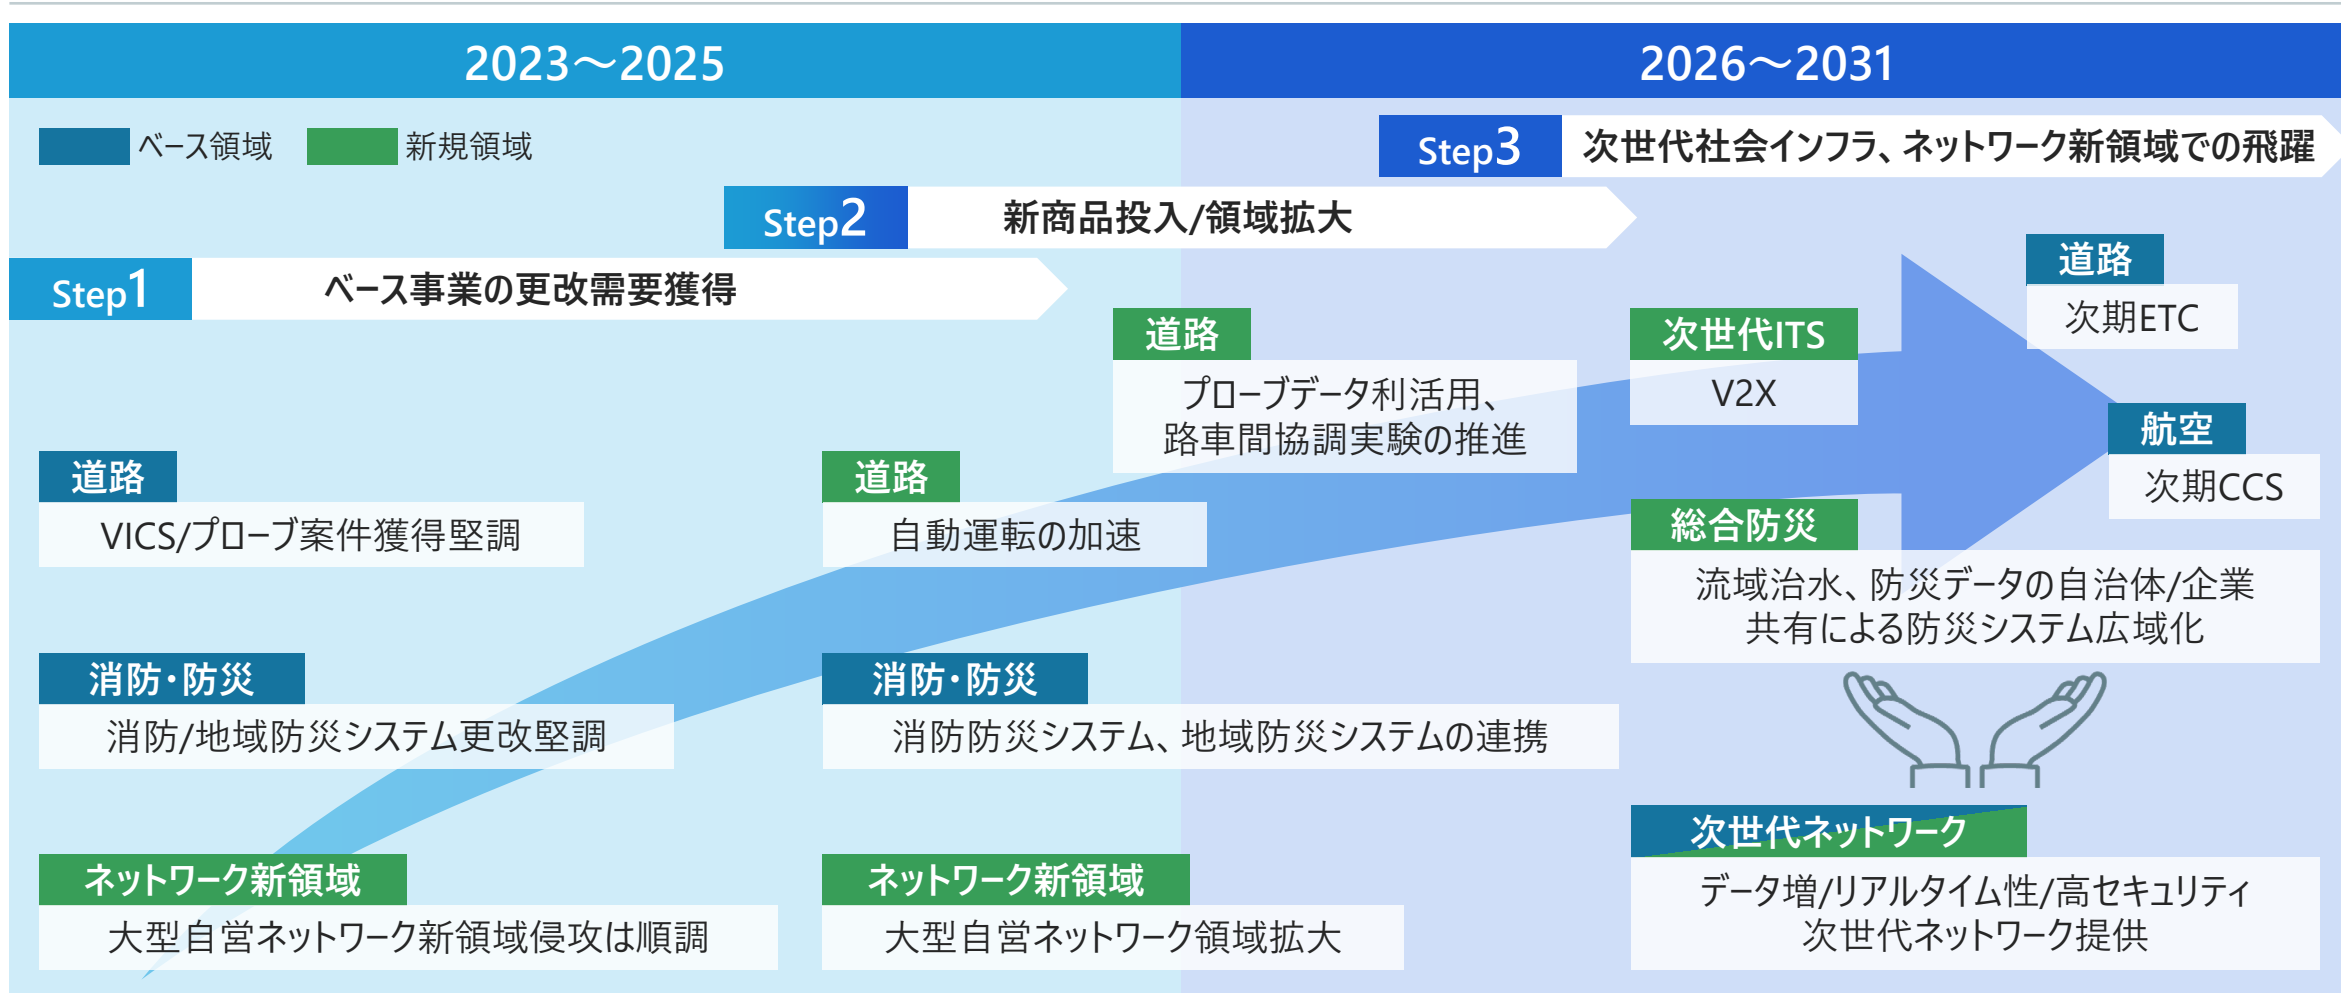 2023～2025
2026～2031
ベース領域
新規領域
Step3
次世代社会インフラ、ネットワーク新領域での飛躍
Step2
新商品投入/領域拡大
Step1
ベース事業の更改需要獲得
道路
VICS/プローブ案件獲得堅調
消防・防災
消防/地域防災システム更改堅調
ネットワーク新領域
大型自営ネットワーク新領域侵攻は順調
道路
自動運転の加速
消防・防災
消防防災システム、地域防災システムの連携
ネットワーク新領域
大型自営ネットワーク領域拡大
道路
プローブデータ利活用、
路車間協調実験の推進
次世代ITS
V2X
道路
次期ETC
航空
次期CCS
総合防災
流域治水、防災データの自治体/企業
共有による防災システム広域化
次世代ネットワーク
データ増/リアルタイム性/高セキュリティ
次世代ネットワーク提供